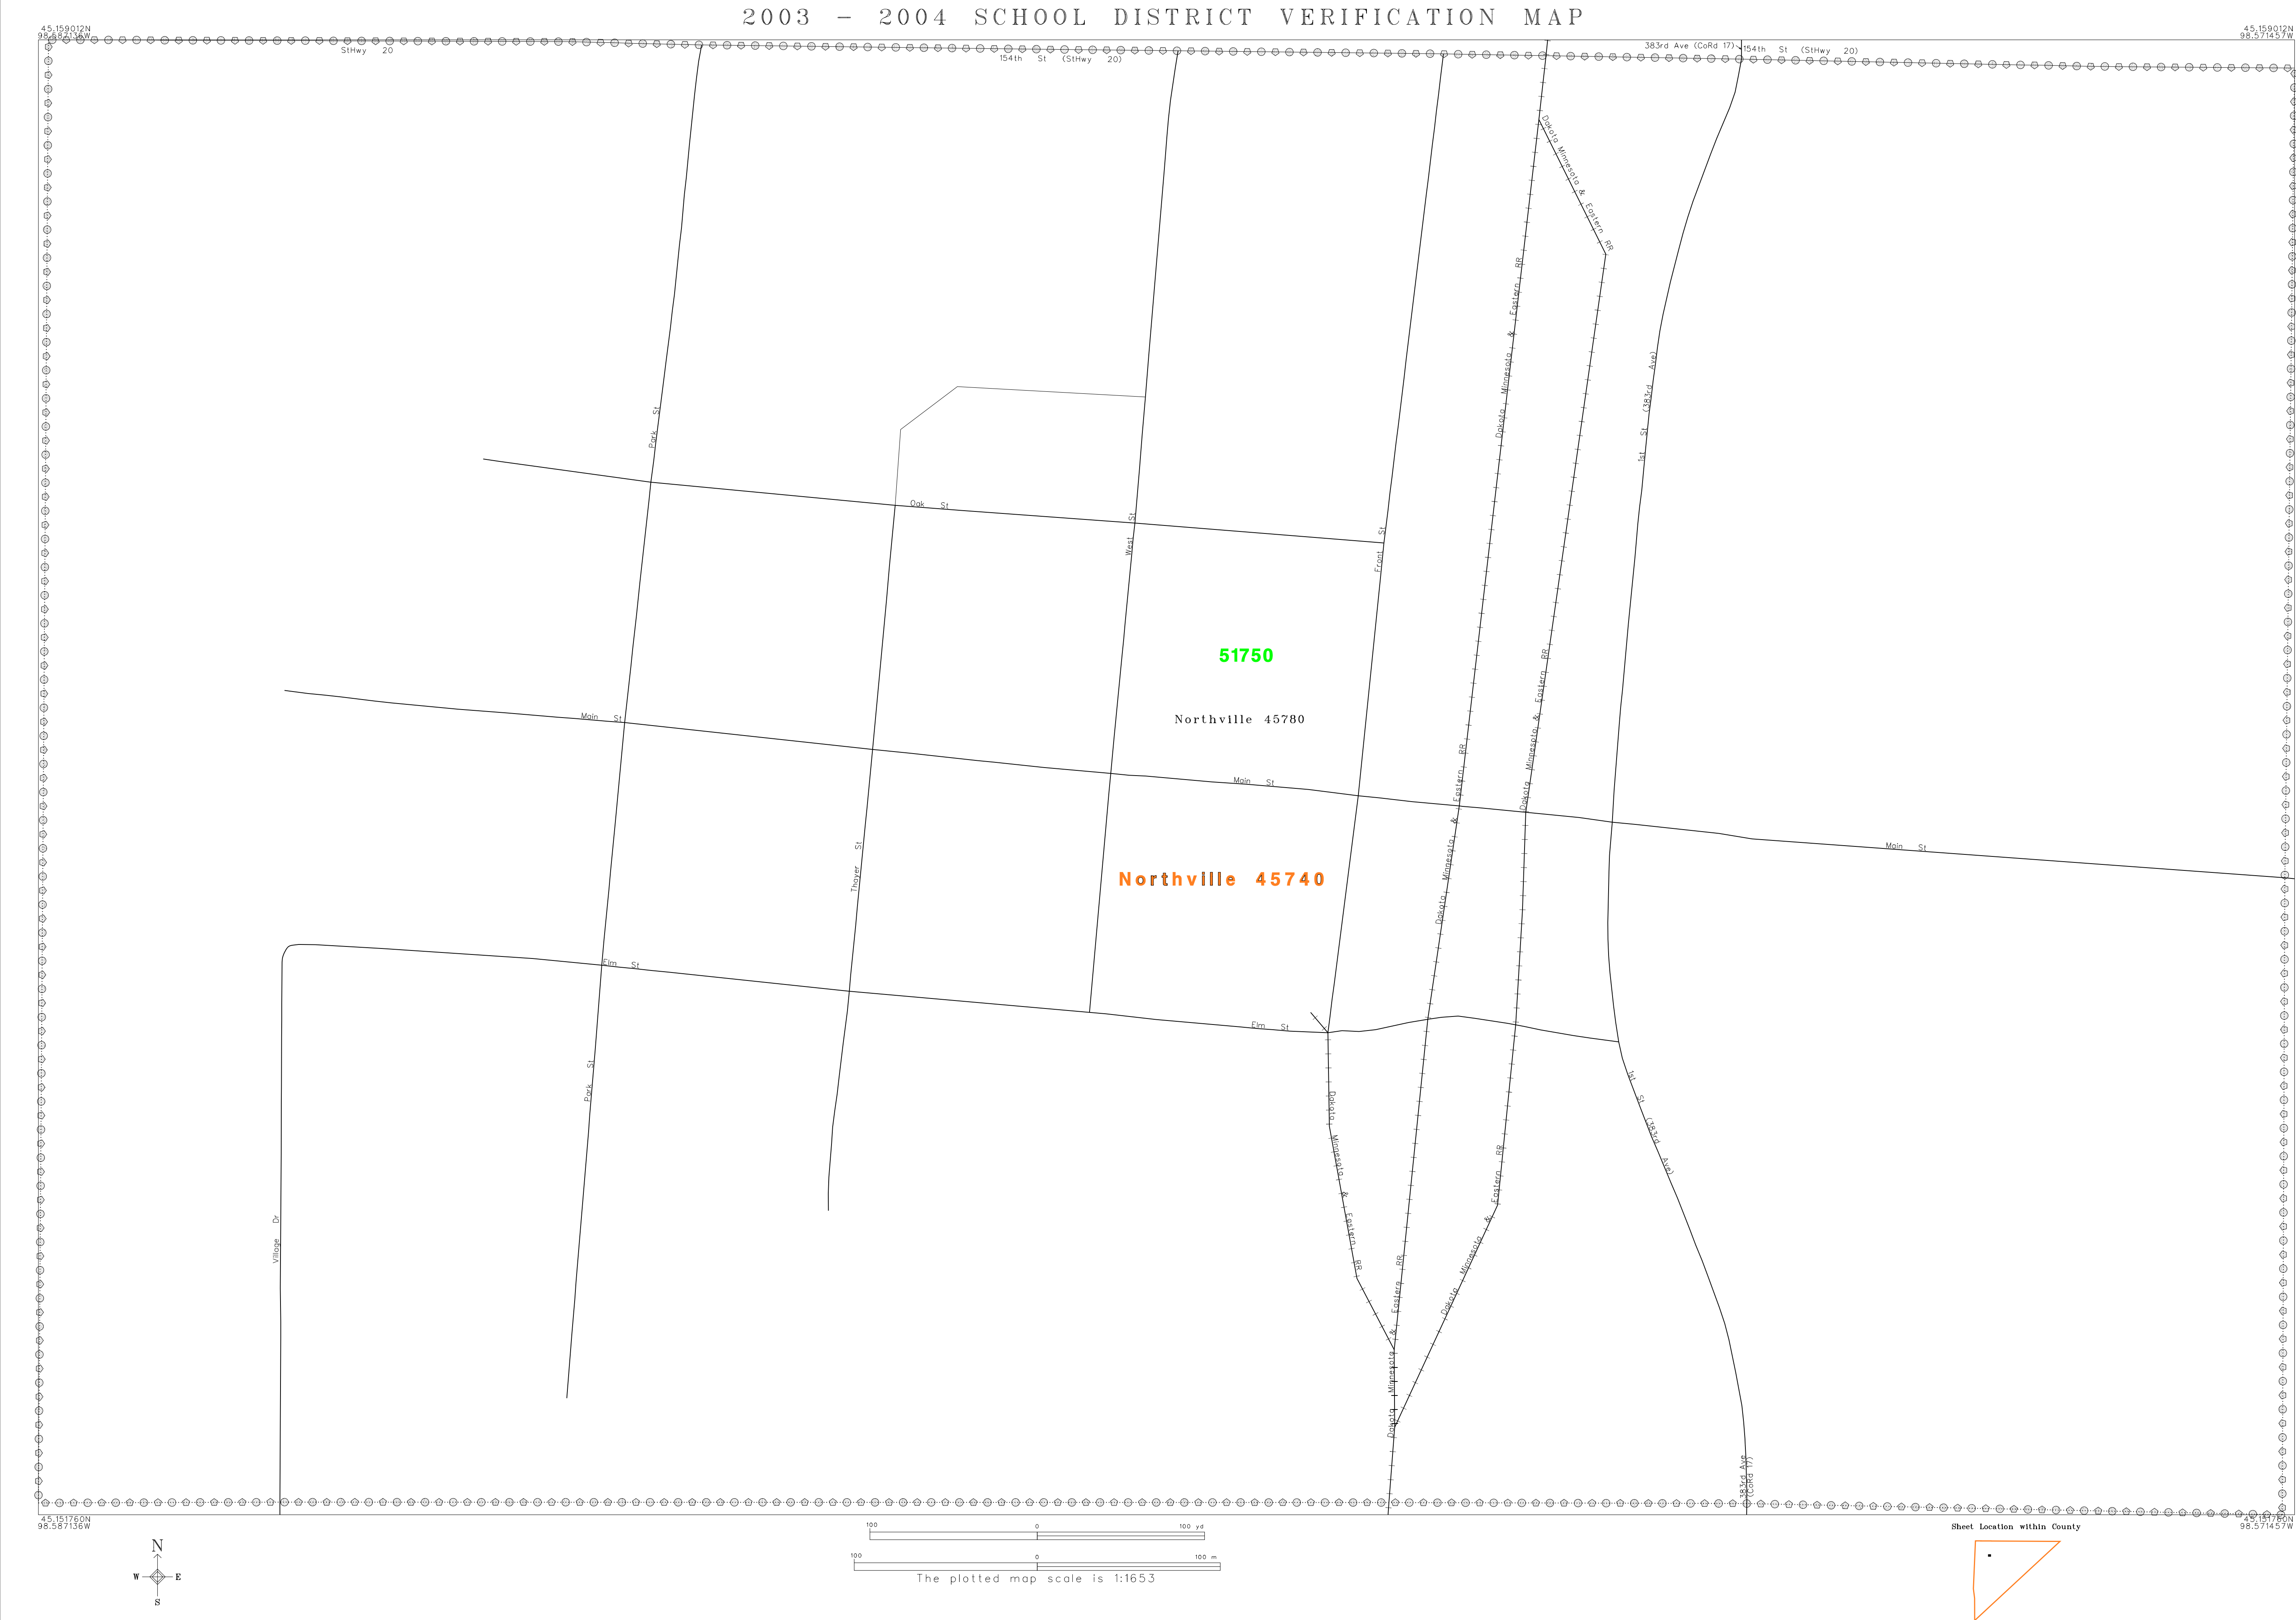 2003 - 2004 SCHOOL DISTRICT VERIFICATION MAP
45.159012N
98.587136W
45.159012N
98.571457W
StHwy 20
154th St (StHwy 20)
383rd Ave (CoRd 17)
154th St (StHwy 20)
Dakota Minnesota & Eastern RR
Dakota Minnesota & Eastern RR
1st St (383rd Ave)
Park St
Oak St
West St
Front St
51750
Northville 45780
Dakota Minnesota & Eastern RR
Main St
Main St
Dakota Minnesota & Eastern RR
Main St
Thayer St
Northville 45740
Elm St
Elm St
Park St
1st St (383rd Ave)
Dakota Minnesota & Eastern RR
Dakota Minnesota & Eastern RR
Village Dr
Dakota Minnesota & Eastern RR
383rd Ave
(CoRd 17)
45.151760N
98.587136W
45.151760N
98.571457W
N
W E
S
100 0 100 yd
100 0 100 m
The plotted map scale is 1:1653
Sheet Location within County